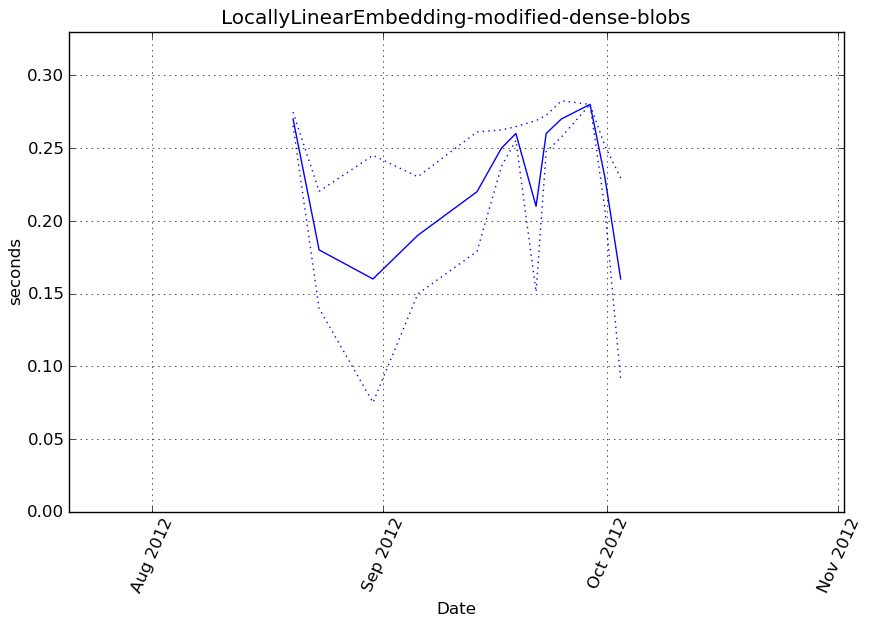 LocallyLinearEmbedding-modified-dense-blobs
0.30
0.25
0.20
0.15
0.10
0.05
0.00
seconds
Aug 2012
Sep 2012
Oct 2012
Nov 2012
Date